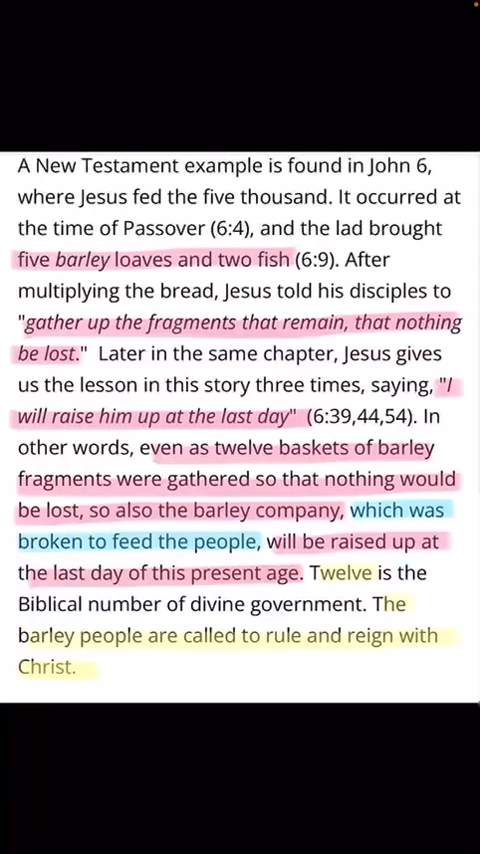 A New Testament example is found in John 6,
where Jesus fed the five thousand. It occurred at
the time of Passover (6:4), and the lad brought
five barley loaves and two fish (6:9). After
multiplying the bread, Jesus told his disciples to
"gather up the fragments that remain, that nothing
be lost."  Later in the same chapter, Jesus gives
us the lesson in this story three times, saying, "I
will raise him up at the last day" (6:39,44,54). In
other words, even as twelve baskets of barley
fragments were gathered so that nothing would
be lost, so also the barley company, which was
broken to feed the people, will be raised up at
the last day of this present age. Twelve is the
Biblical number of divine government. The
barley people are called to rule and reign with
Christ.